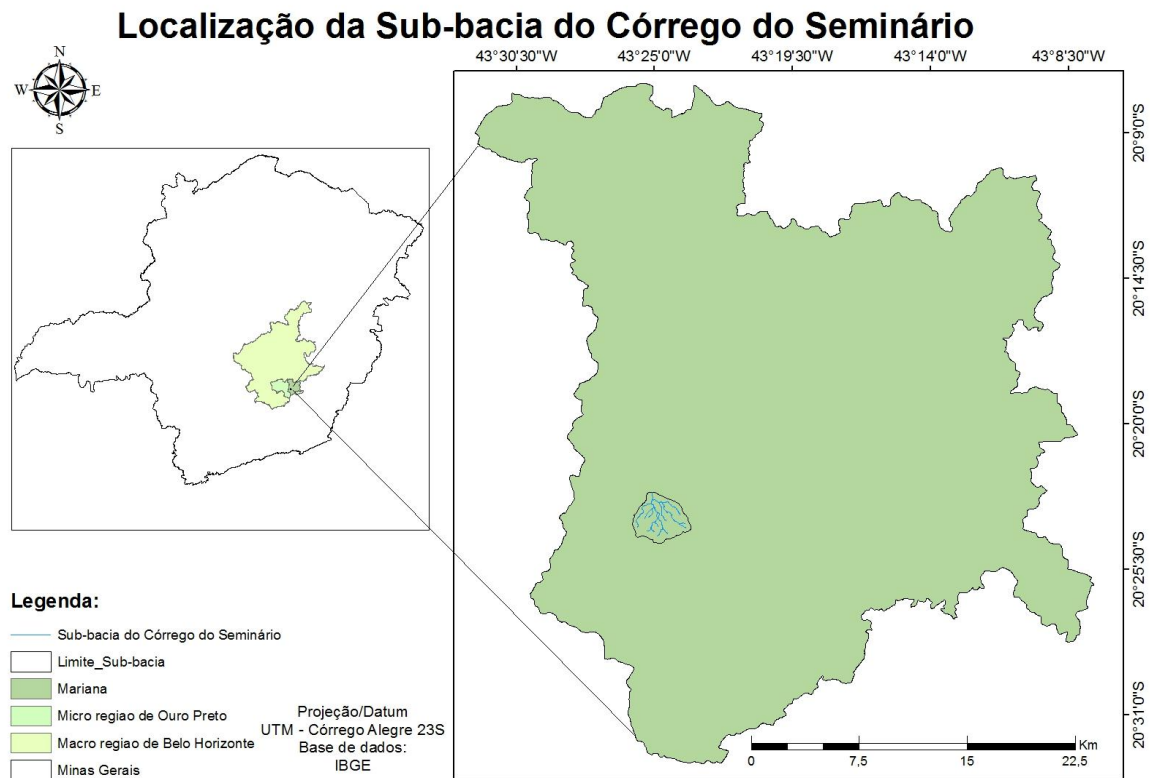 Localização da Sub-bacia do Córrego do Seminário
43°30'30"W 43°25'0"W 43°19'30"W 43°14'0"W 43°8'30"W
N
W E
S
20°9'0"S
20°14'30"S
20°20'0"S
20°25'30"S
20°31'0"S
Legenda:
Sub-bacia do Córrego do Seminário
Limite_Sub-bacia
Mariana
Micro regiao de Ouro Preto
Macro regiao de Belo Horizonte
Minas Gerais
Projeção/Datum
UTM - Córrego Alegre 23S
Base de dados:
IBGE
Km
0 7,5 15 22,5